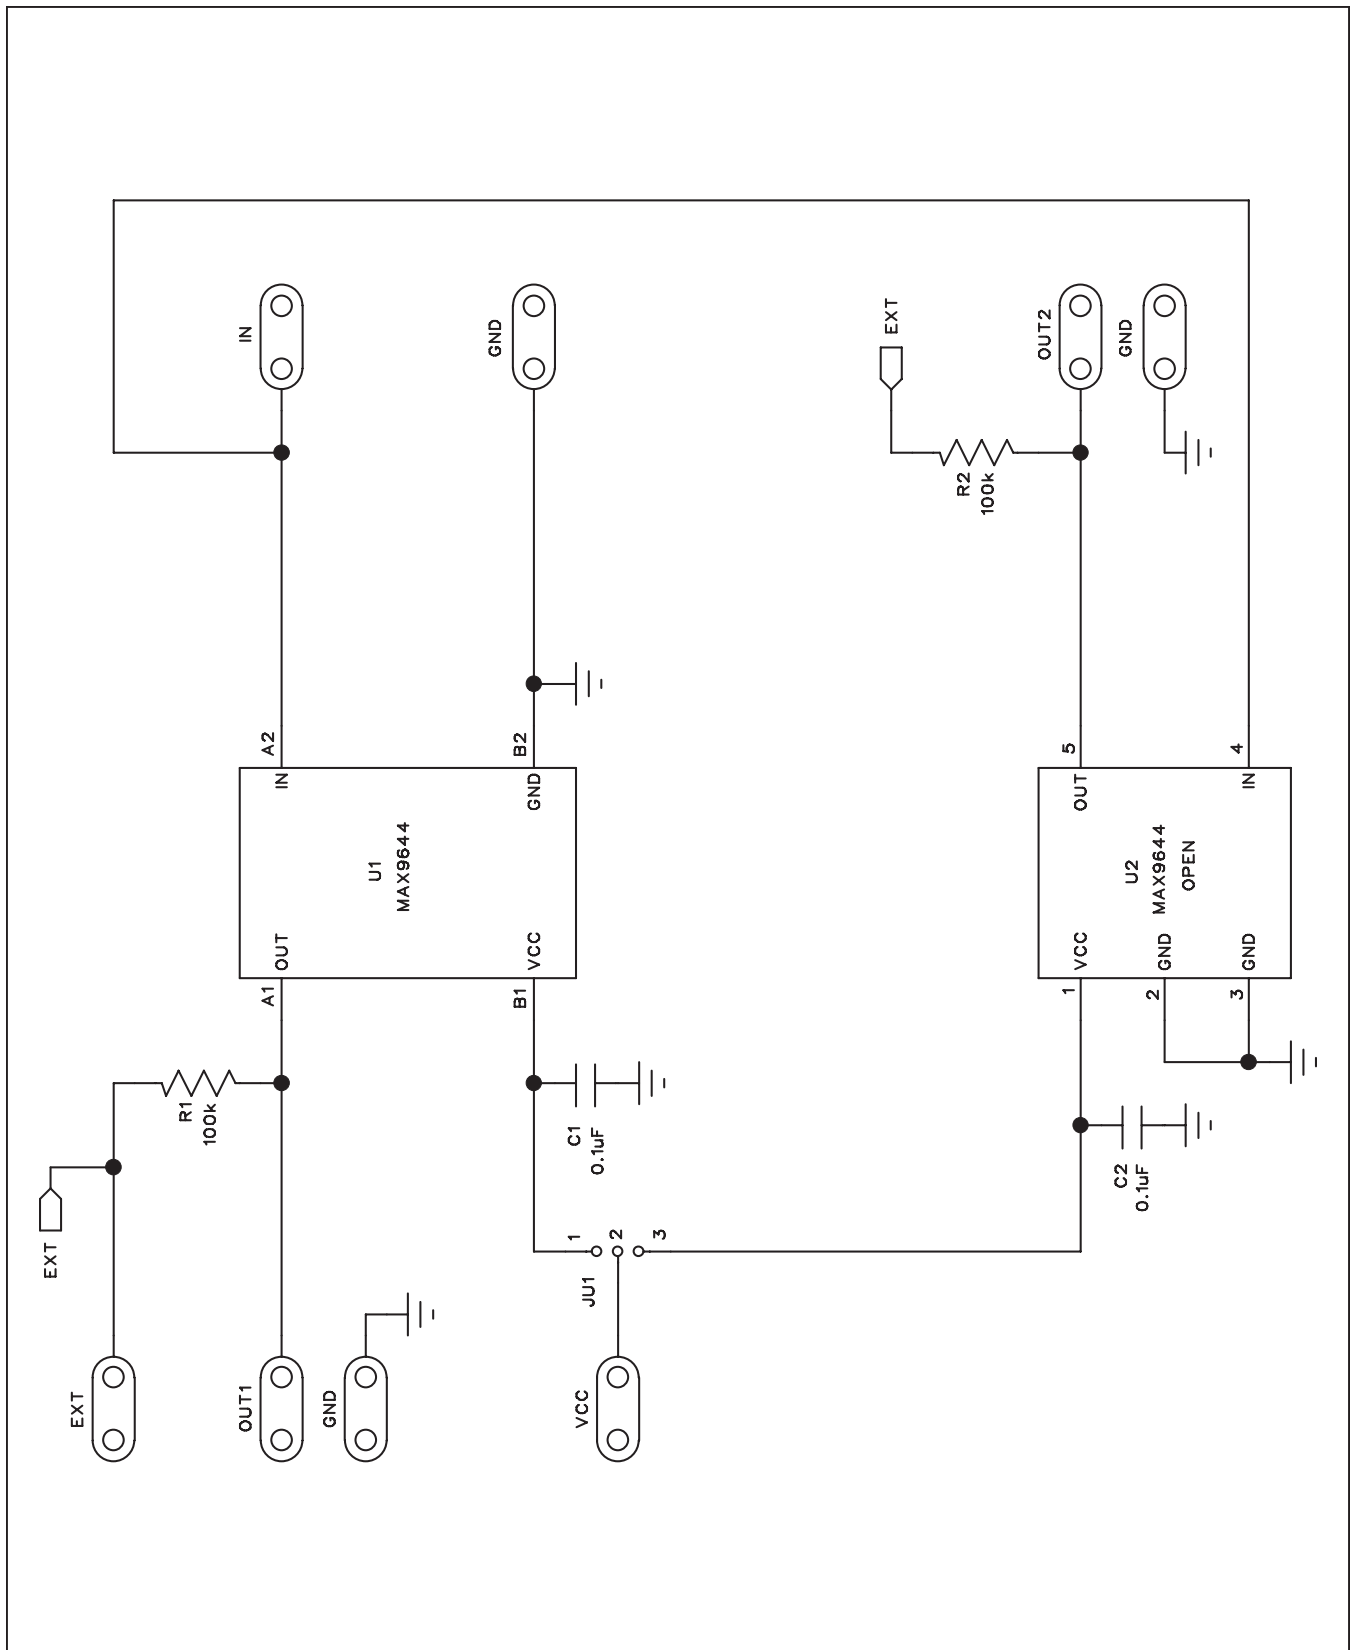 EXT
OUT1
GND
VCC
EXT
R1
100k
JU1
1
2
3
C1
0.1uF
C2
0.1uF
A1
B1
OUT
VCC
U1
MAX9644
IN
GND
A2
B2
1
2
3
VCC
GND
GND
U2
MAX9644
OPEN
OUT
IN
5
4
IN
GND
R2
100k
EXT
OUT2
GND